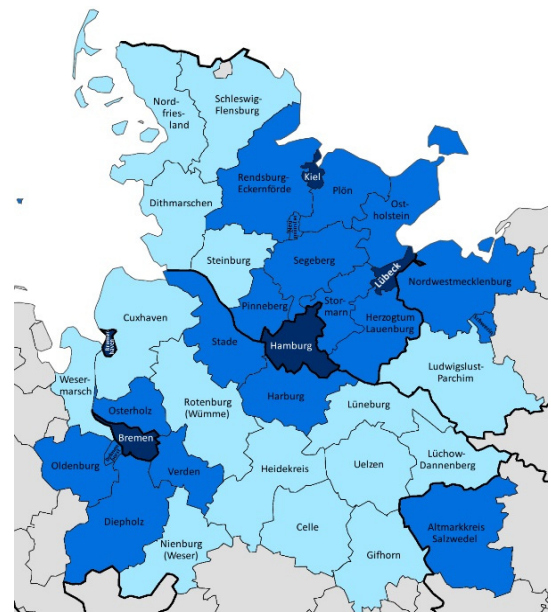 Nord-
fries-
land
Schleswig-
Flensburg
Rendsburg-
Eckernförde
Kiel
Plön
Ost-
holstein
Dithmarschen
Steinburg
Segeberg
Lübeck
Nordwestmecklenburg
Pinneberg
Stor-
marn
Herzogtum
Lauenburg
Cuxhaven
Stade
Hamburg
Ludwigslust-
Parchim
Weser-
marsch
Osterholz
Rotenburg
(Wümme)
Harburg
Lüneburg
Bremen
Lüchow-
Dannenberg
Oldenburg
Verden
Heidekreis
Uelzen
Diepholz
Celle
Altmarkkreis
Salzwedel
Nienburg
(Weser)
Gifhorn